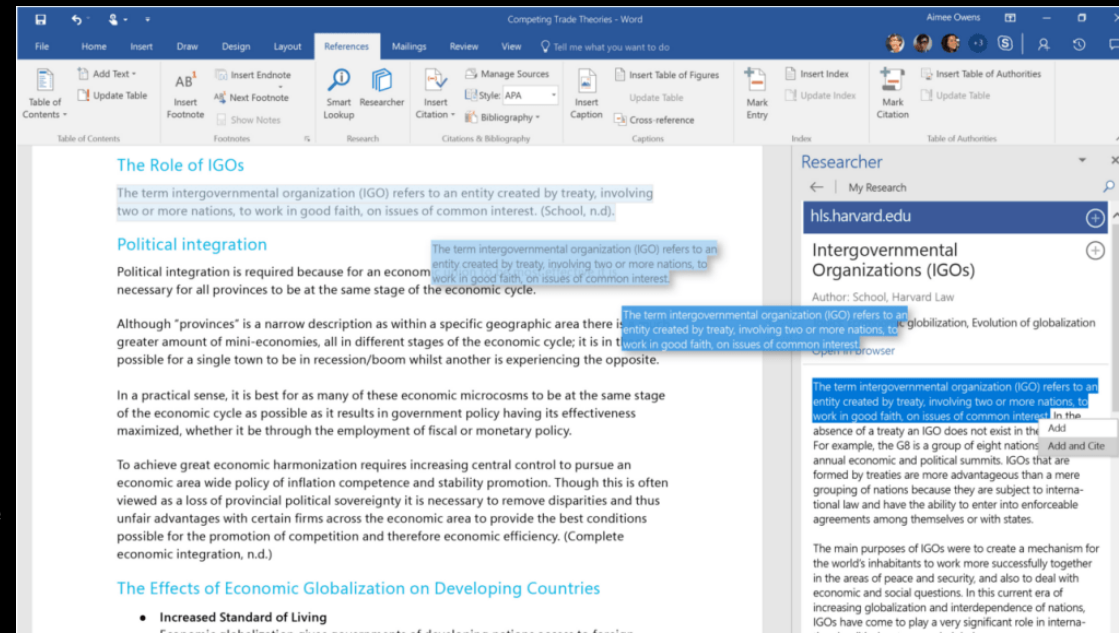 Competing Trade Theories - Word
Aimee Owens
File Home Insert Draw Design Layout References Mailings Review View Tell me what you want to do
Table of Contents
Add Text
Update Table
Table of Contents
AB1
Insert Footnote
Insert Endnote
Next Footnote
Show Notes
Footnotes
Smart Lookup
Researcher
Research
Insert Citation
Manage Sources
Style: APA
Bibliography
Citations & Bibliography
Insert Caption
Insert Table of Figures
Update Table
Cross-reference
Captions
Mark Entry
Insert Index
Update Index
Index
Mark Citation
Insert Table of Authorities
Update Table
Table of Authorities
The Role of IGOs
The term intergovernmental organization (IGO) refers to an entity created by treaty, involving
two or more nations, to work in good faith, on issues of common interest. (School, n.d).
Political integration
Political integration is required because for an econom
necessary for all provinces to be at the same stage of the economic cycle.
The term intergovernmental organization (IGO) refers to an
entity created by treaty, involving two or more nations, to
work in good faith, on issues of common interest.
Although "provinces" is a narrow description as within a specific geographic area there is
greater amount of mini-economies, all in different stages of the economic cycle; it is in t
possible for a single town to be in recession/boom whilst another is experiencing the opposite.
The term intergovernmental organization (IGO) refers to an
entity created by treaty, involving two or more nations, to
work in good faith, on issues of common interest.
In a practical sense, it is best for as many of these economic microcosms to be at the same stage
of the economic cycle as possible as it results in government policy having its effectiveness
maximized, whether it be through the employment of fiscal or monetary policy.
To achieve great economic harmonization requires increasing central control to pursue an
economic area wide policy of inflation competence and stability promotion. Though this is often
viewed as a loss of provincial political sovereignty it is necessary to remove disparities and thus
unfair advantages with certain firms across the economic area to provide the best conditions
possible for the promotion of competition and therefore economic efficiency. (Complete
economic integration, n.d.)
The Effects of Economic Globalization on Developing Countries
• Increased Standard of Living
Economic globalization gives governments of developing nations access to foreign
Researcher
My Research
hls.harvard.edu
Intergovernmental
Organizations (IGOs)
Author: School, Harvard Law
globilization, Evolution of globalization
Open in browser
The term intergovernmental organization (IGO) refers to an
entity created by treaty, involving two or more nations, to
work in good faith, on issues of common interest. In the
absence of a treaty an IGO does not exist in the
For example, the G8 is a group of eight nations
annual economic and political summits. IGOs that are
formed by treaties are more advantageous than a mere
grouping of nations because they are subject to interna-
tional law and have the ability to enter into enforceable
agreements among themselves or with states.
Add
Add and Cite
The main purposes of IGOs were to create a mechanism for
the world's inhabitants to work more successfully together
in the areas of peace and security, and also to deal with
economic and social questions. In this current era of
increasing globalization and interdependence of nations,
IGOs have come to play a very significant role in interna-